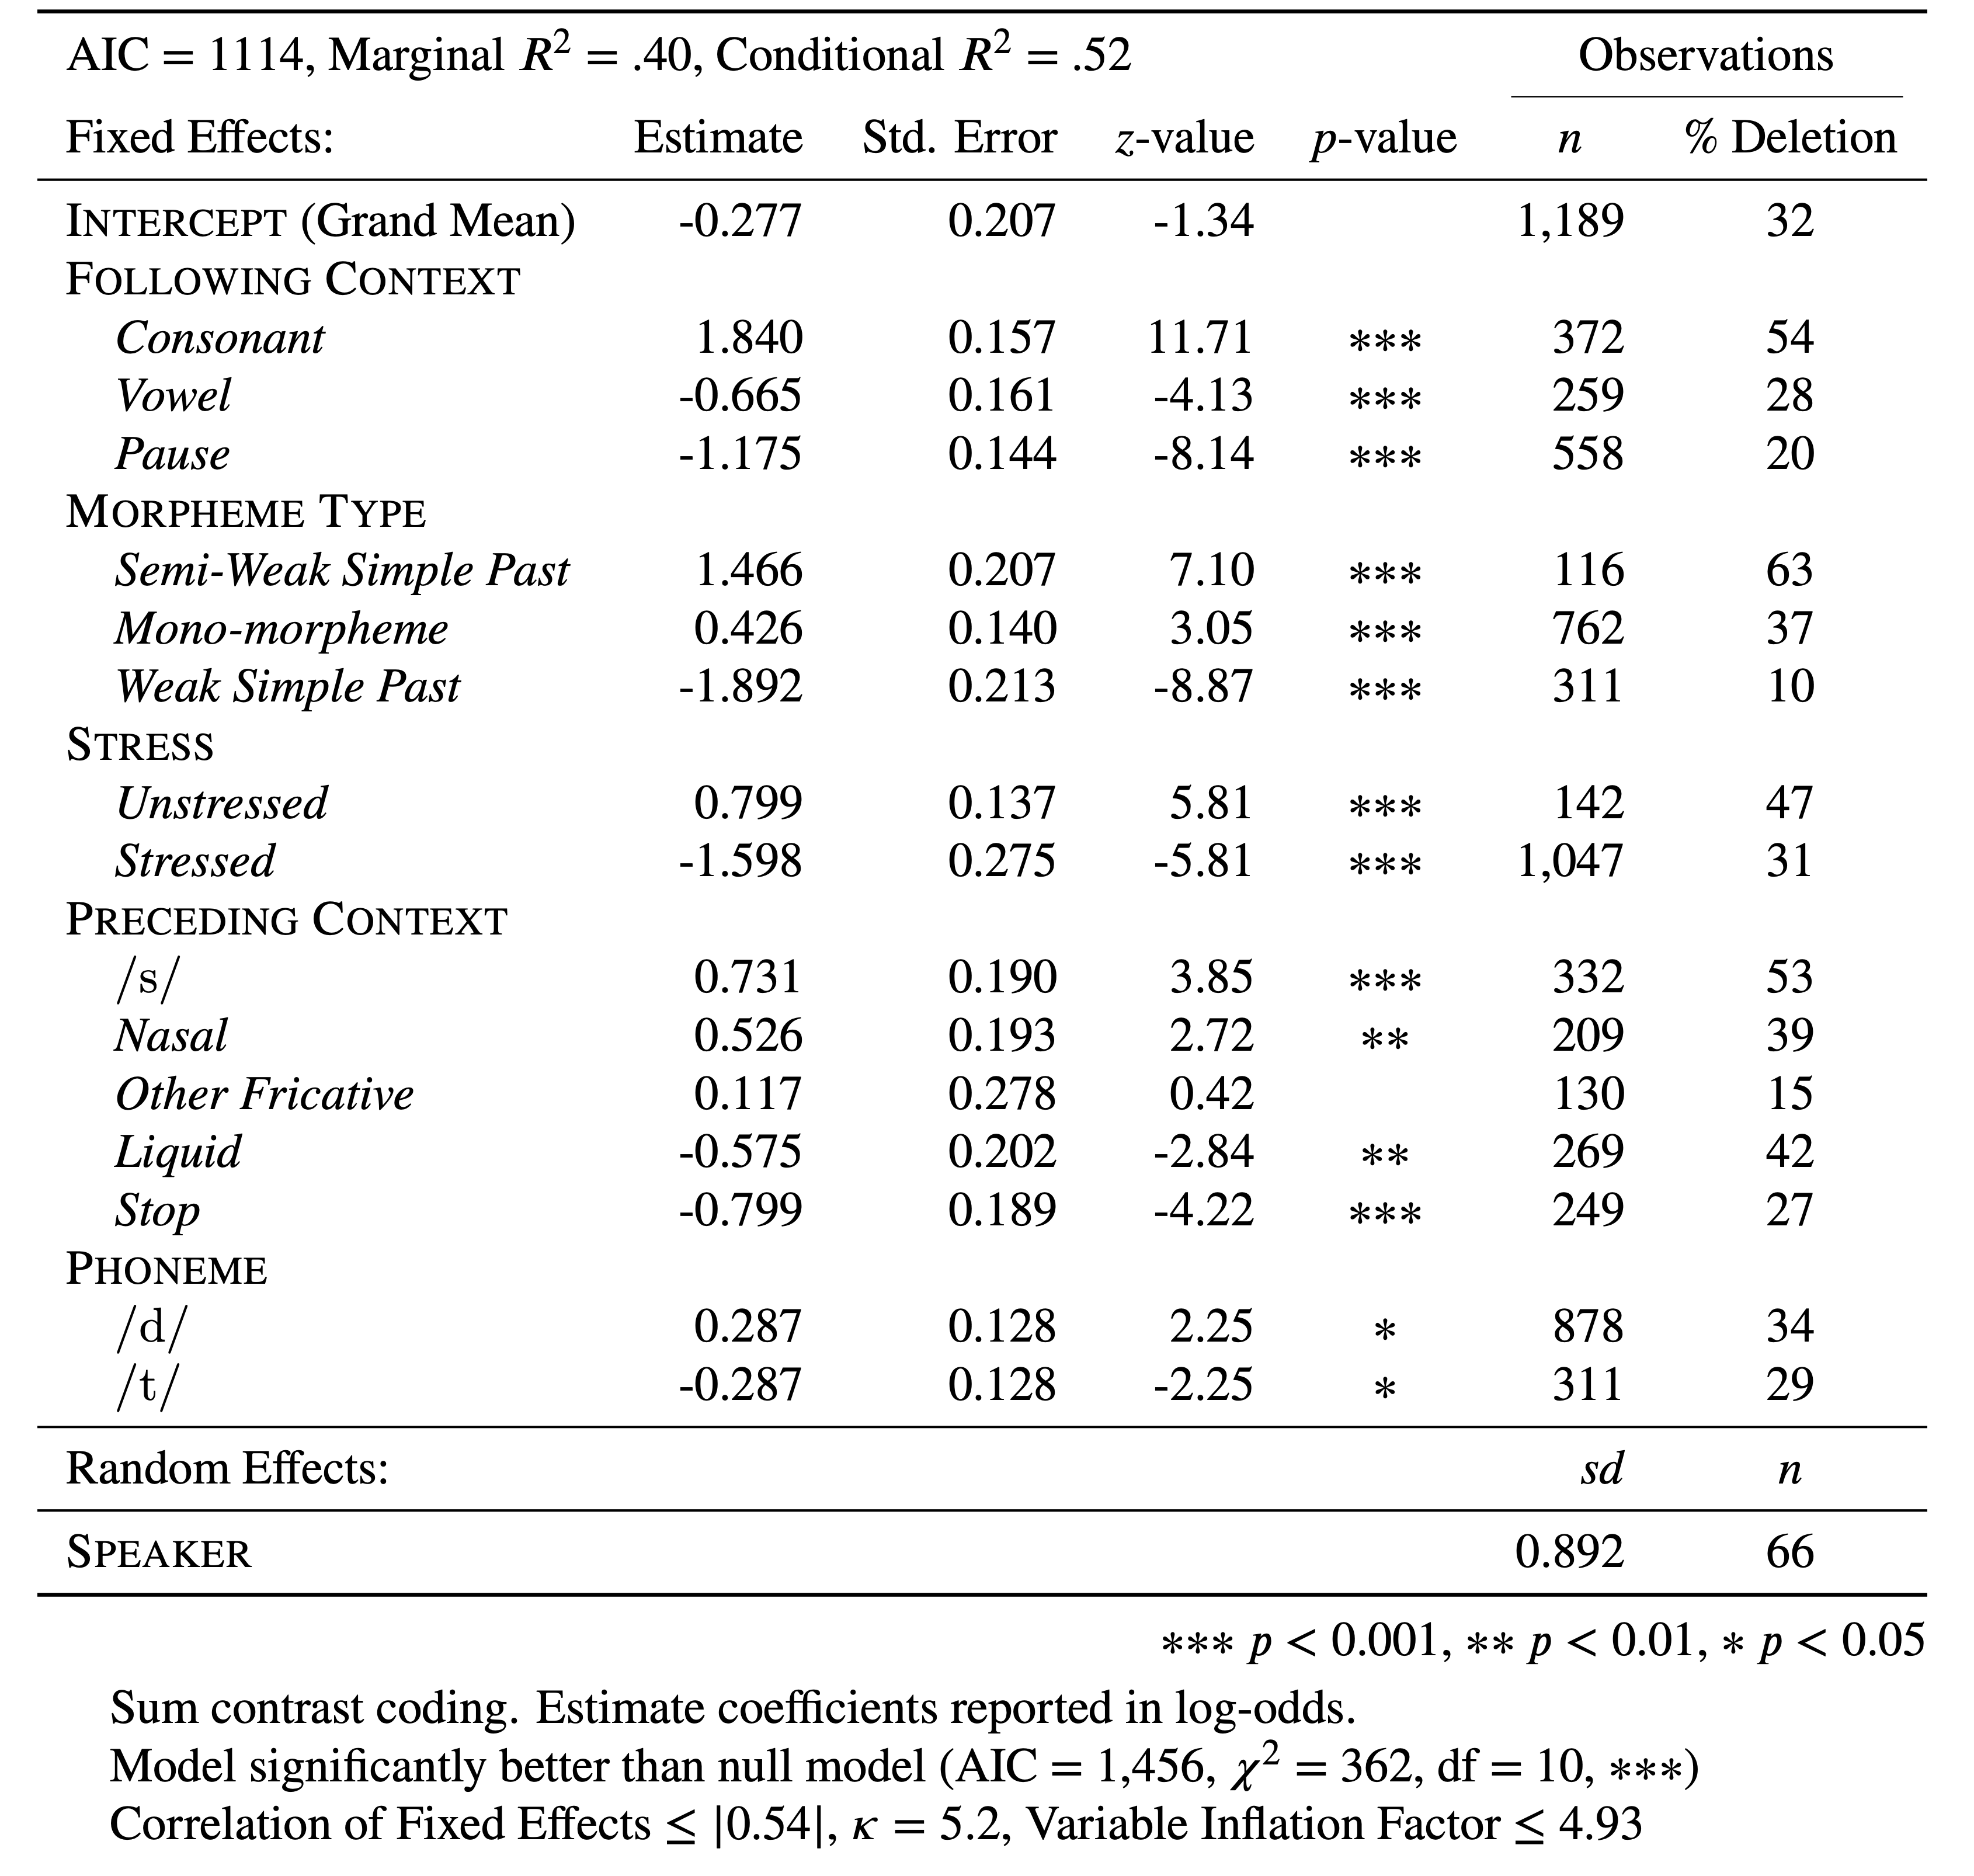 AIC = 1114, Marginal R² = .40, Conditional R² = .52 Observations
Fixed Effects: Estimate Std. Error z-value p-value n % Deletion
INTERCEPT (Grand Mean) -0.277 0.207 -1.34 1,189 32
FOLLOWING CONTEXT
Consonant 1.840 0.157 11.71 *** 372 54
Vowel -0.665 0.161 -4.13 *** 259 28
Pause -1.175 0.144 -8.14 *** 558 20
MORPHEME TYPE
Semi-Weak Simple Past 1.466 0.207 7.10 *** 116 63
Mono-morpheme 0.426 0.140 3.05 *** 762 37
Weak Simple Past -1.892 0.213 -8.87 *** 311 10
STRESS
Unstressed 0.799 0.137 5.81 *** 142 47
Stressed -1.598 0.275 -5.81 *** 1,047 31
PRECEDING CONTEXT
/s/ 0.731 0.190 3.85 *** 332 53
Nasal 0.526 0.193 2.72 ** 209 39
Other Fricative 0.117 0.278 0.42 130 15
Liquid -0.575 0.202 -2.84 ** 269 42
Stop -0.799 0.189 -4.22 *** 249 27
PHONEME
/d/ 0.287 0.128 2.25 * 878 34
/t/ -0.287 0.128 -2.25 * 311 29
Random Effects: sd n
SPEAKER 0.892 66
*** p < 0.001, ** p < 0.01, * p < 0.05
Sum contrast coding. Estimate coefficients reported in log-odds.
Model significantly better than null model (AIC = 1,456, χ² = 362, df = 10, ***)
Correlation of Fixed Effects ≤ |0.54|, κ = 5.2, Variable Inflation Factor ≤ 4.93